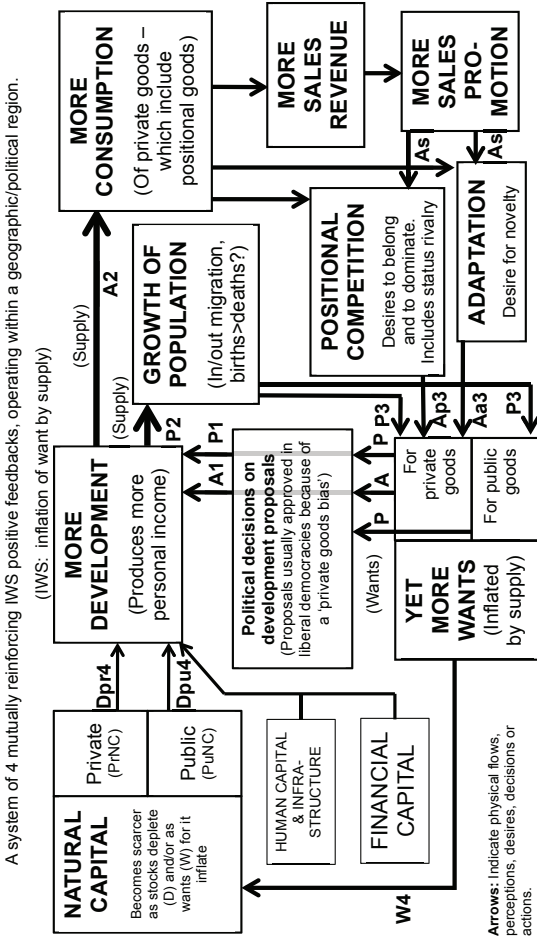 A system of 4 mutually reinforcing IWS positive feedbacks, operating within a geographic/political region.
(IWS: inflation of want by supply)
NATURAL
CAPITAL
Becomes scarcer
as stocks deplete
(D) and/or as
wants (W) for it
inflate
Private
(PrNC)
Public
(PuNC)
Dpr4
Dpu4
HUMAN CAPITAL
& INFRA-
STRUCTURE
FINANCIAL
CAPITAL
W4
Arrows: Indicate physical flows,
perceptions, desires, decisions or
actions.
MORE
DEVELOPMENT
(Produces more
personal income)
(Supply)
A2
(Supply)
P2
A1
P1
Political decisions on
development proposals
(Proposals usually approved in
liberal democracies because of
a 'private goods bias')
(Wants)
P
A
P
P3
YET
MORE
WANTS
(Inflated
by supply)
For
private
goods
For public
goods
Ap3
Aa3
P3
GROWTH OF
POPULATION
(In/out migration,
births>deaths?)
MORE
CONSUMPTION
(Of private goods –
which include
positional goods)
MORE
SALES
REVENUE
MORE
SALES
PRO-
MOTION
As
As
POSITIONAL
COMPETITION
Desires to belong
and to dominate.
Includes status rivalry
ADAPTATION
Desire for novelty